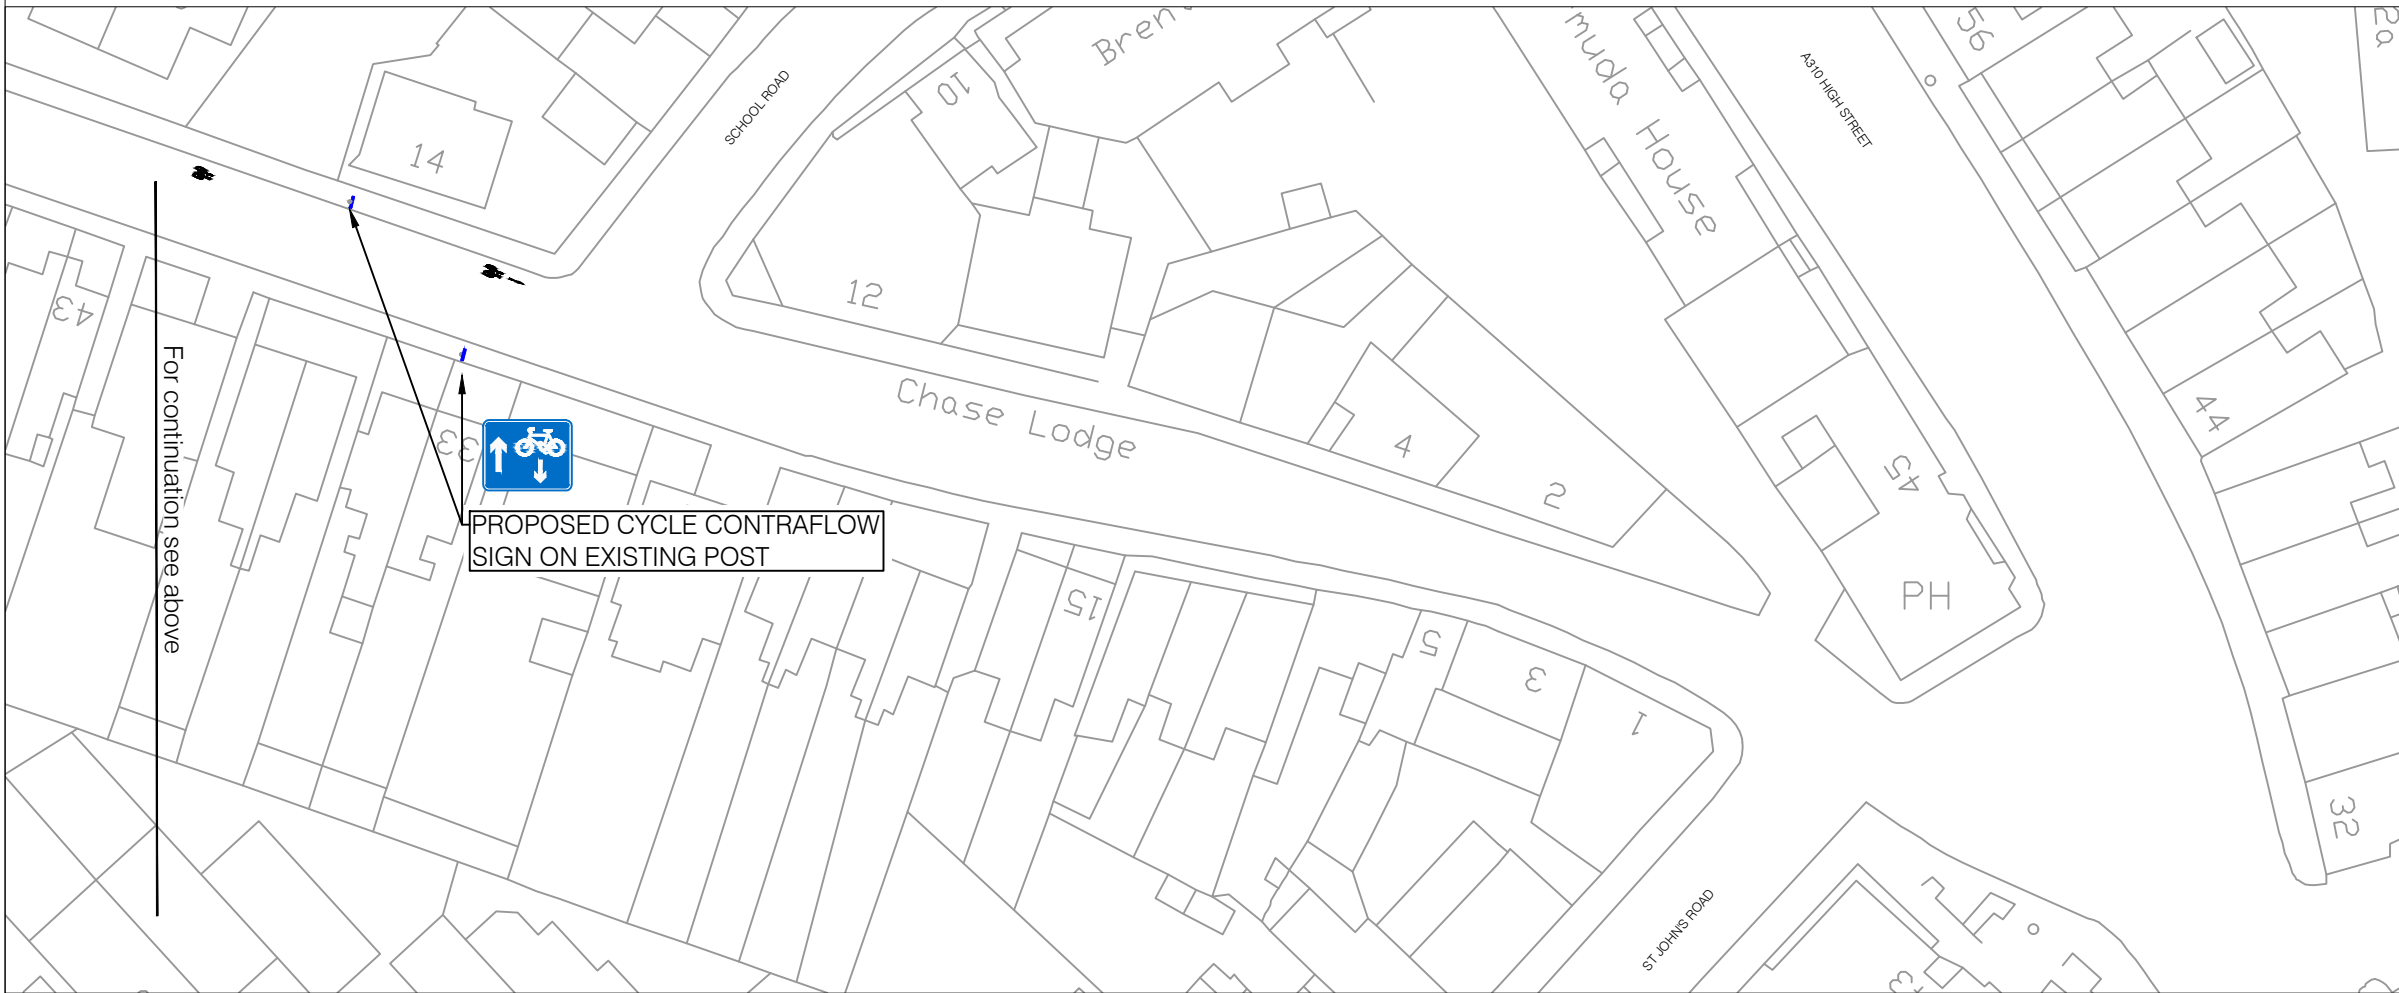 Bren
10
SCHOOL ROAD
muda House
A310 HIGH STREET
56
2a
14
12
43
For continuation see above
33
Chase Lodge
4
2
44
45
PROPOSED CYCLE CONTRAFLOW
SIGN ON EXISTING POST
15
PH
5
3
1
32
ST JOHNS ROAD